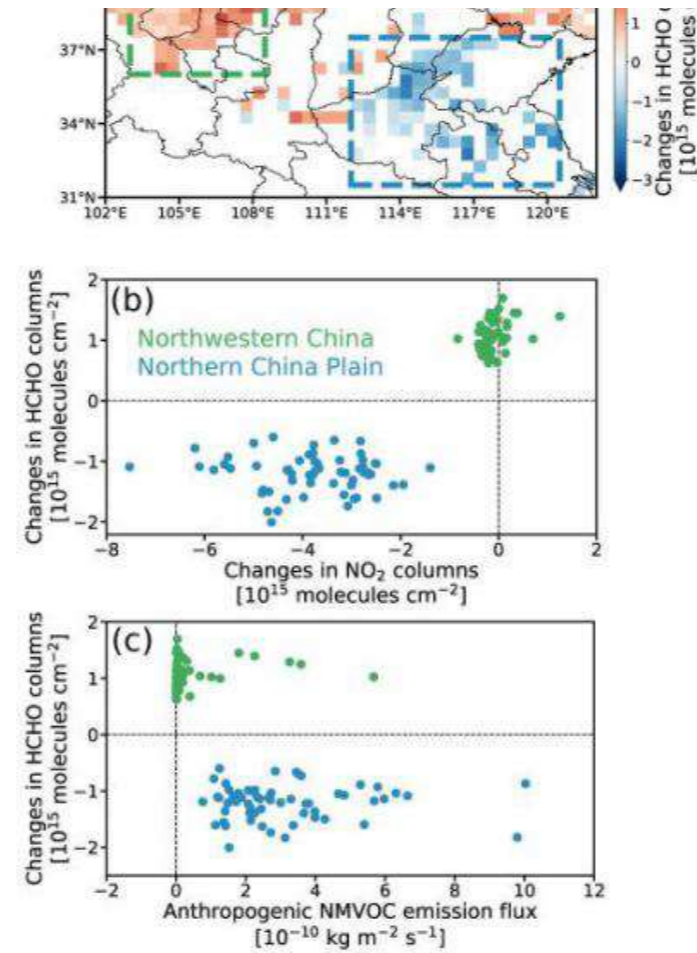 37°N
34°N
31°N
102°E 105°E 108°E 111°E 114°E 117°E 120°E
1
0
−1
−2
−3
Changes in HCHO c
[10¹⁵ molecules
(b)
Northwestern China
Northern China Plain
2
1
0
−1
−2
Changes in HCHO columns
[10¹⁵ molecules cm⁻²]
−8 −6 −4 −2 0 2
Changes in NO₂ columns
[10¹⁵ molecules cm⁻²]
(c)
2
1
0
−1
−2
Changes in HCHO columns
[10¹⁵ molecules cm⁻²]
−2 0 2 4 6 8 10 12
Anthropogenic NMVOC emission flux
[10⁻¹⁰ kg m⁻² s⁻¹]